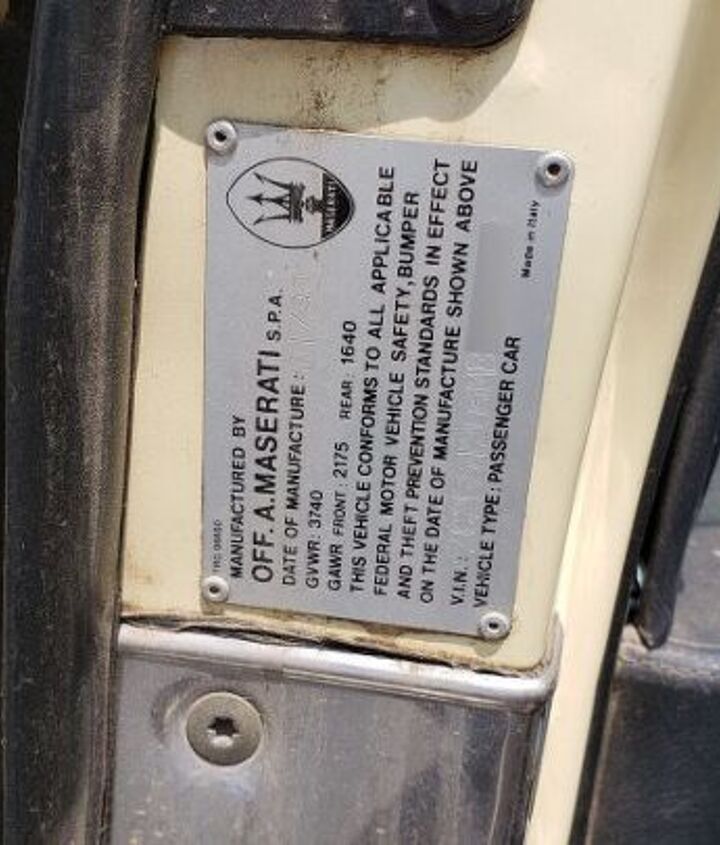 MASERATI
MANUFACTURED BY
OFF. A. MASERATI S.P.A.
DATE OF MANUFACTURE :
GVWR: 3740
GAWR FRONT : 2175 REAR 1640
THIS VEHICLE CONFORMS TO ALL APPLICABLE
FEDERAL MOTOR VEHICLE SAFETY, BUMPER
AND THEFT PREVENTION STANDARDS IN EFFECT
ON THE DATE OF MANUFACTURE SHOWN ABOVE
V.I.N. :
VEHICLE TYPE : PASSENGER CAR
Made in Italy